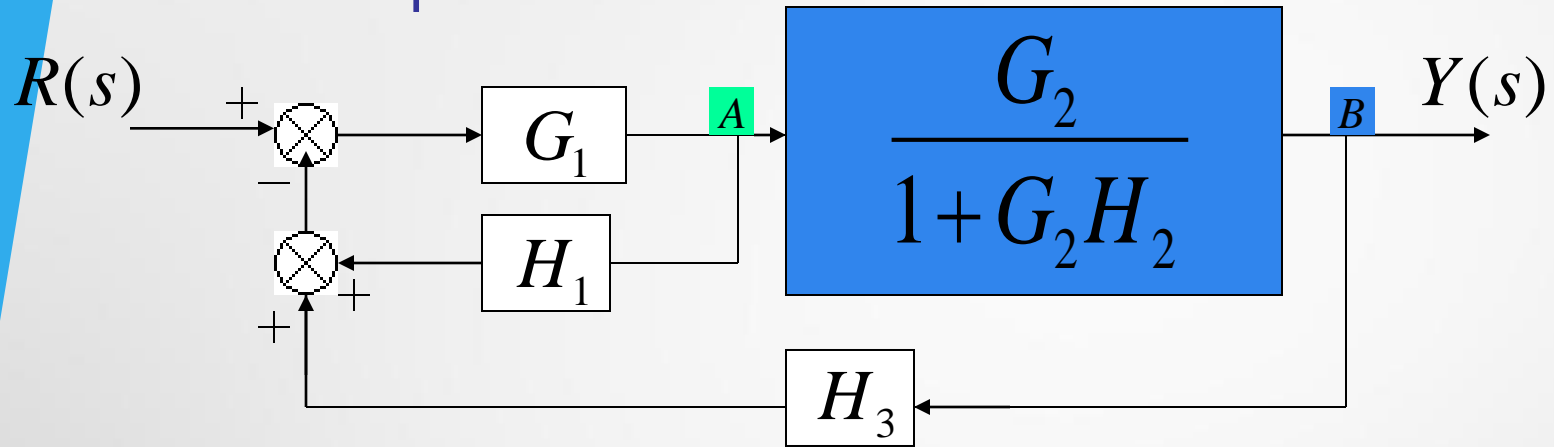 R(s)
+
−
G₁
A
G₂
1+G₂H₂
B
Y(s)
H₁
+
+
H₃